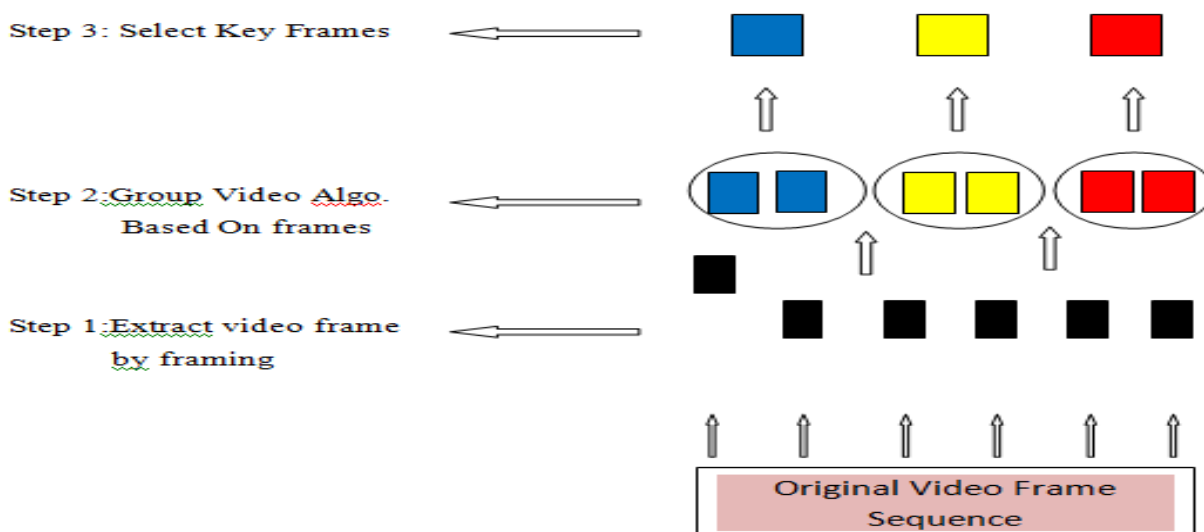 Step 3: Select Key Frames
Step 2:Group Video Algo.
Based On frames
Step 1:Extract video frame
by framing
Original Video Frame
Sequence